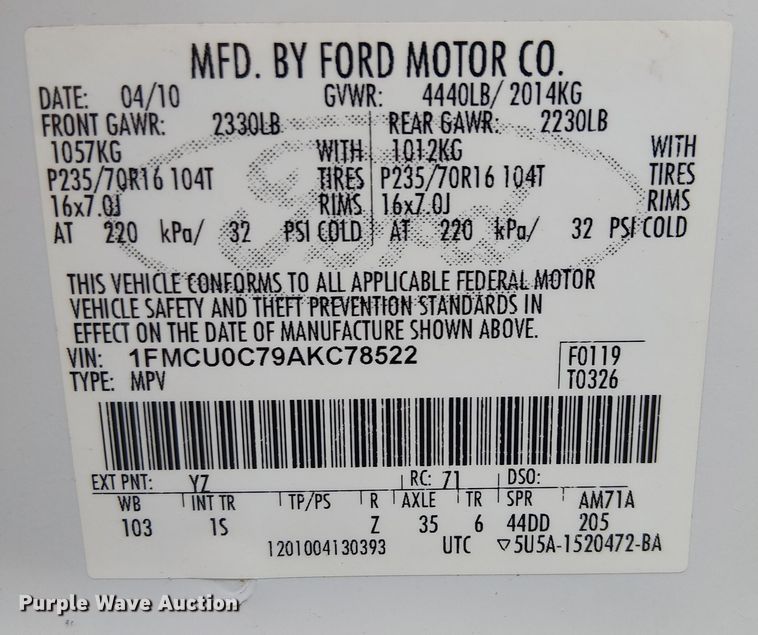 MFD. BY FORD MOTOR CO.
DATE: 04/10 GVWR: 4440LB/ 2014KG
FRONT GAWR: 2330LB REAR GAWR: 2230LB
1057KG WITH 1012KG WITH
P235/70R16 104T TIRES P235/70R16 104T TIRES
16x7.0J RIMS 16x7.0J RIMS
AT 220 kPa/ 32 PSI COLD AT 220 kPa/ 32 PSI COLD
THIS VEHICLE CONFORMS TO ALL APPLICABLE FEDERAL MOTOR
VEHICLE SAFETY AND THEFT PREVENTION STANDARDS IN
EFFECT ON THE DATE OF MANUFACTURE SHOWN ABOVE.
VIN: 1FMCU0C79AKC78522 F0119
TYPE: MPV T0326
EXT PNT: YZ RC: 71 DSO:
WB INT TR TP/PS R AXLE TR SPR AM71A
103 1S Z 35 6 44DD 205
1201004130393 UTC ▽5U5A-1520472-BA
Purple Wave Auction